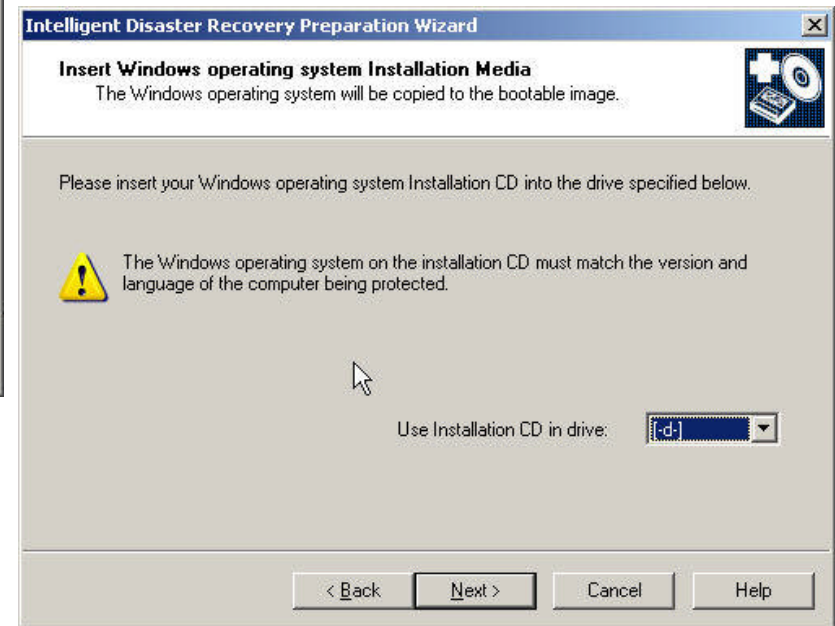 Intelligent Disaster Recovery Preparation Wizard
Insert Windows operating system Installation Media
The Windows operating system will be copied to the bootable image.
Please insert your Windows operating system Installation CD into the drive specified below.
The Windows operating system on the installation CD must match the version and
language of the computer being protected.
Use Installation CD in drive: [-d-]
< Back Next > Cancel Help